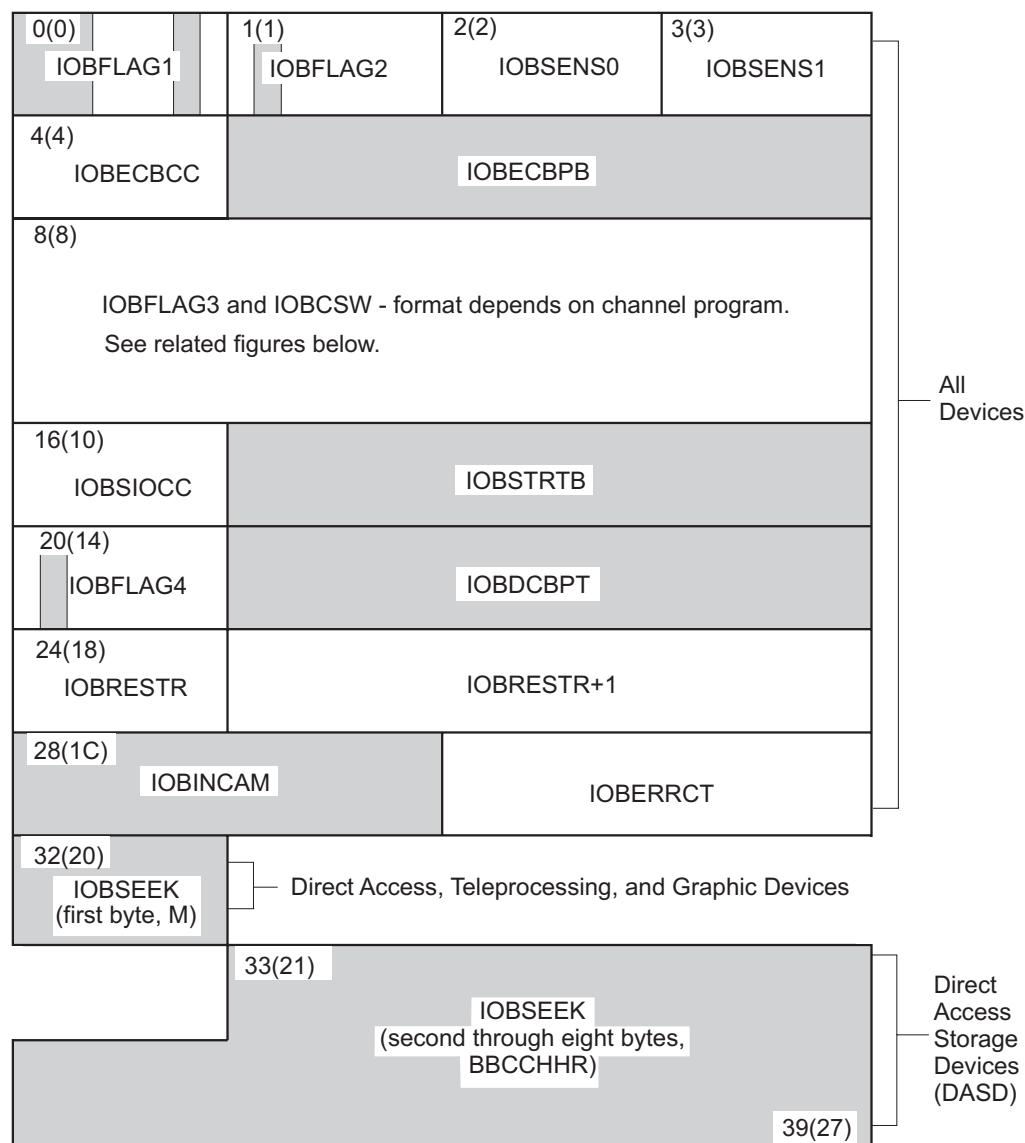 0(0) 1(1) 2(2) 3(3)
IOBFLAG1 IOBFLAG2 IOBSENS0 IOBSENS1
4(4)
IOBECBCC IOBECBPB
8(8)
IOBFLAG3 and IOBCSW - format depends on channel program.
See related figures below.
All
Devices
16(10)
IOBSIOCC IOBSTRTB
20(14)
IOBFLAG4 IOBDCBPT
24(18)
IOBRESTR IOBRESTR+1
28(1C)
IOBINCAM IOBERRCT
32(20)
IOBSEEK
(first byte, M)
Direct Access, Teleprocessing, and Graphic Devices
33(21)
IOBSEEK
(second through eight bytes,
BBCCHHR)
39(27)
Direct
Access
Storage
Devices
(DASD)